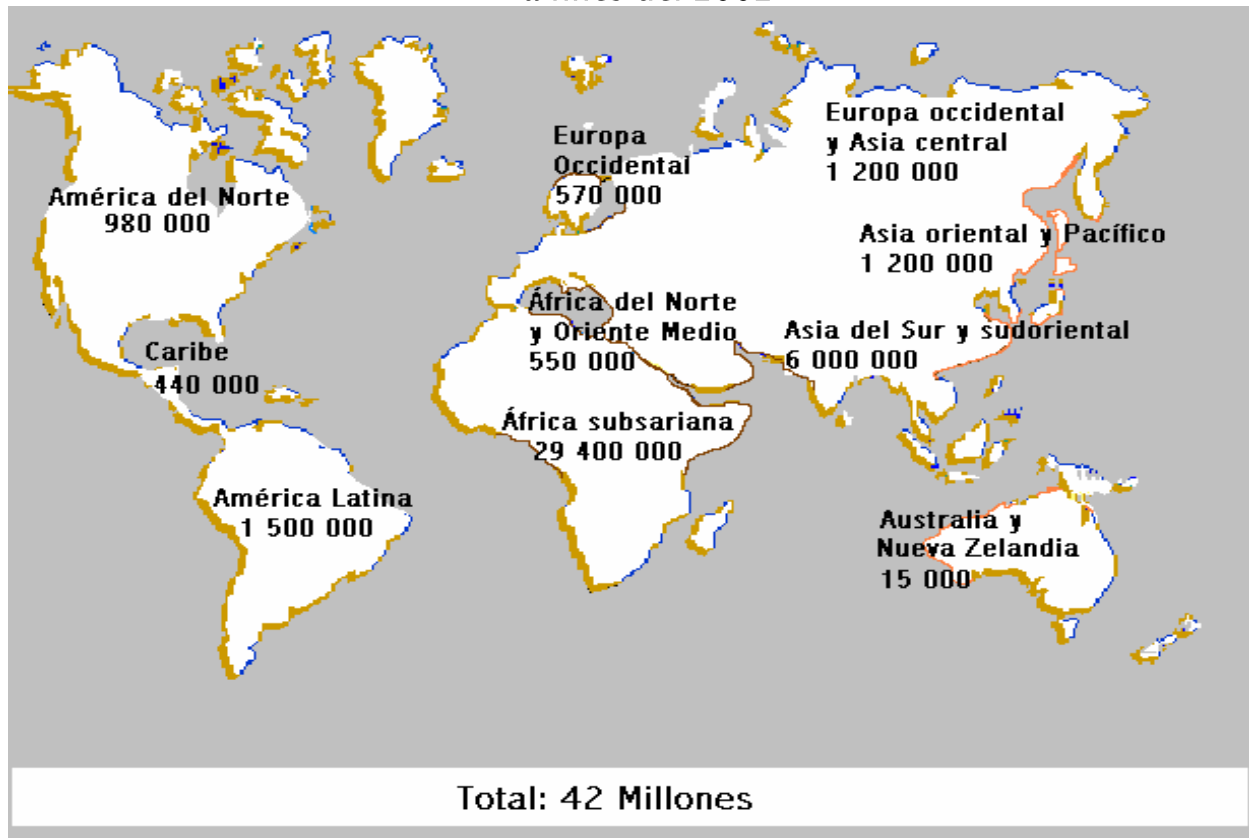 a fines del 2002
Europa occidental
y Asia central
1 200 000
Europa
Occidental
570 000
América del Norte
980 000
Asia oriental y Pacífico
1 200 000
África del Norte
y Oriente Medio
550 000
Asia del Sur y sudoriental
6 000 000
Caribe
440 000
África subsariana
29 400 000
América Latina
1 500 000
Australia y
Nueva Zelandia
15 000
Total: 42 Millones